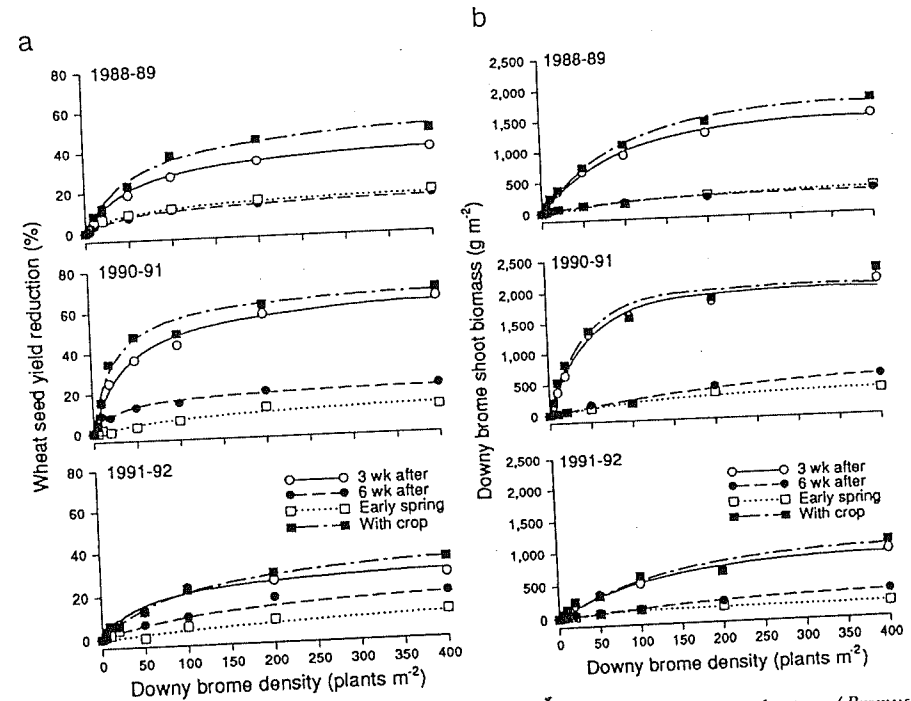 a
1988-89
80
60
40
20
0
1990-91
80
60
40
20
0
1991-92
80
60
40
20
0
3 wk after
6 wk after
Early spring
With crop
0 50 100 150 200 250 300 350 400
Downy brome density (plants m-2)
Wheat seed yield reduction (%)
b
1988-89
2,500
2,000
1,500
1,000
500
0
1990-91
2,500
2,000
1,500
1,000
500
0
1991-92
2,500
2,000
1,500
1,000
500
0
3 wk after
6 wk after
Early spring
With crop
0 50 100 150 200 250 300 350 400
Downy brome density (plants m-2)
Downy brome shoot biomass (g m-2)